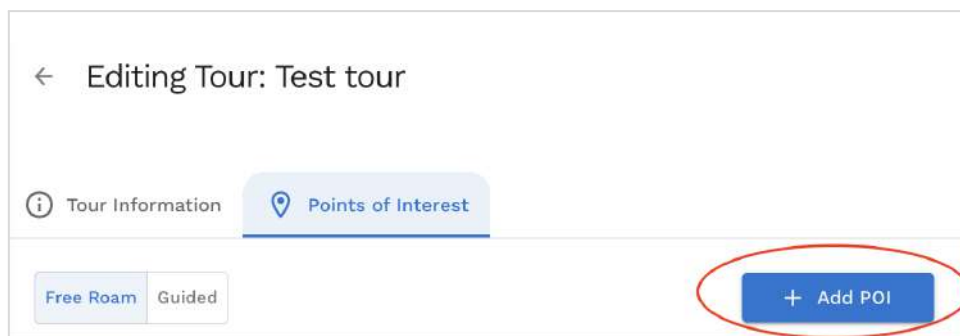 Editing Tour: Test tour
Tour Information
Points of Interest
Free Roam
Guided
+ Add POI